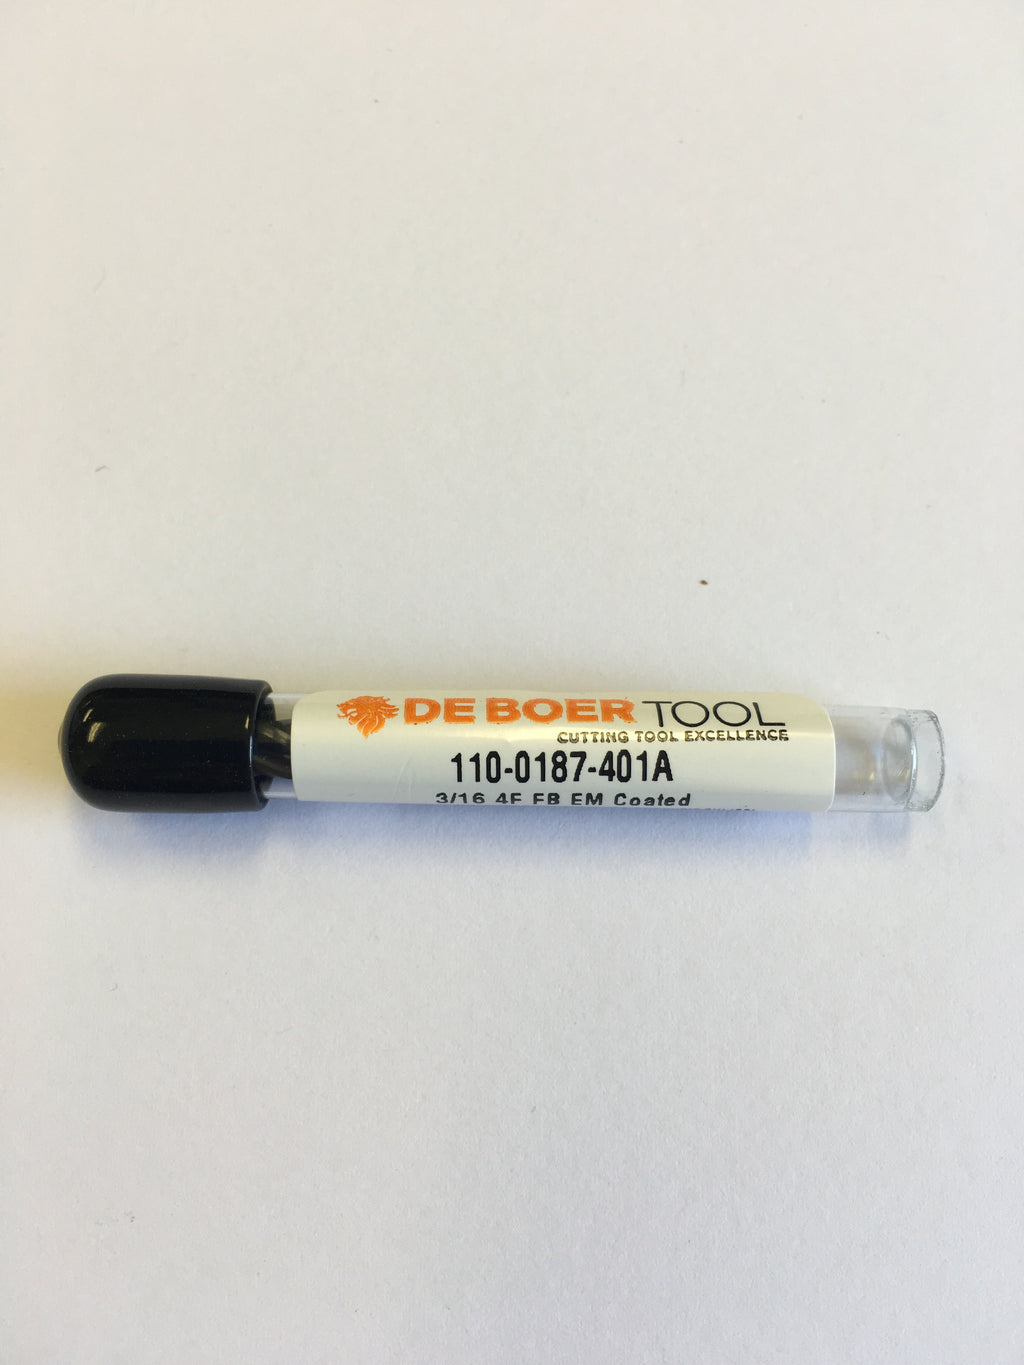 DE BOER TOOL
CUTTING TOOL EXCELLENCE
110-0187-401A
3/16 4F FB EM Coated